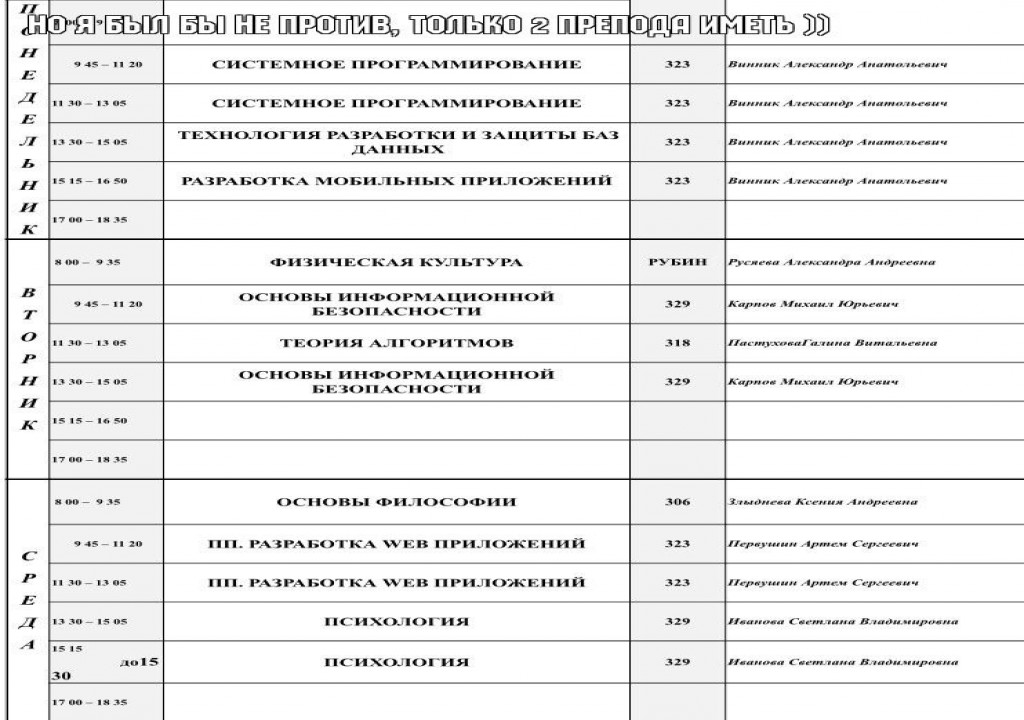 НО Я БЫЛ БЫ НЕ ПРОТИВ, ТОЛЬКО 2 ПРЕПОДА ИМЕТЬ ))
ПОНЕДЕЛЬНИК
9 45 – 11 20 СИСТЕМНОЕ ПРОГРАММИРОВАНИЕ 323 Винник Александр Анатольевич
11 30 – 13 05 СИСТЕМНОЕ ПРОГРАММИРОВАНИЕ 323 Винник Александр Анатольевич
13 30 – 15 05 ТЕХНОЛОГИЯ РАЗРАБОТКИ И ЗАЩИТЫ БАЗ
ДАННЫХ 323 Винник Александр Анатольевич
15 15 – 16 50 РАЗРАБОТКА МОБИЛЬНЫХ ПРИЛОЖЕНИЙ 323 Винник Александр Анатольевич
17 00 – 18 35
ВТОРНИК
8 00 – 9 35 ФИЗИЧЕСКАЯ КУЛЬТУРА РУБИН Русяева Александра Андреевна
9 45 – 11 20 ОСНОВЫ ИНФОРМАЦИОННОЙ
БЕЗОПАСНОСТИ 329 Карпов Михаил Юрьевич
11 30 – 13 05 ТЕОРИЯ АЛГОРИТМОВ 318 ПастуховаГалина Витальевна
13 30 – 15 05 ОСНОВЫ ИНФОРМАЦИОННОЙ
БЕЗОПАСНОСТИ 329 Карпов Михаил Юрьевич
15 15 – 16 50
17 00 – 18 35
СРЕДА
8 00 – 9 35 ОСНОВЫ ФИЛОСОФИИ 306 Злыднева Ксения Андреевна
9 45 – 11 20 ПП. РАЗРАБОТКА WEB ПРИЛОЖЕНИЙ 323 Первушин Артем Сергеевич
11 30 – 13 05 ПП. РАЗРАБОТКА WEB ПРИЛОЖЕНИЙ 323 Первушин Артем Сергеевич
13 30 – 15 05 ПСИХОЛОГИЯ 329 Иванова Светлана Владимировна
15 15
до15 ПСИХОЛОГИЯ 329 Иванова Светлана Владимировна
30
17 00 – 18 35